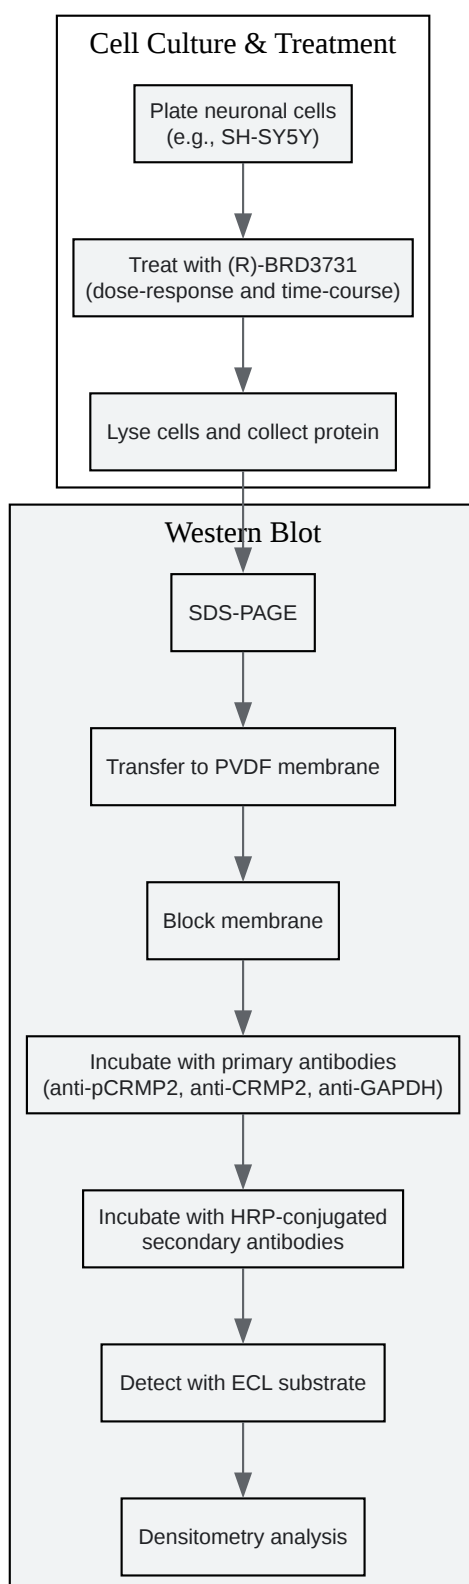 Cell Culture & Treatment
Plate neuronal cells
(e.g., SH-SY5Y)
Treat with (R)-BRD3731
(dose-response and time-course)
Lyse cells and collect protein
Western Blot
SDS-PAGE
Transfer to PVDF membrane
Block membrane
Incubate with primary antibodies
(anti-pCRMP2, anti-CRMP2, anti-GAPDH)
Incubate with HRP-conjugated
secondary antibodies
Detect with ECL substrate
Densitometry analysis